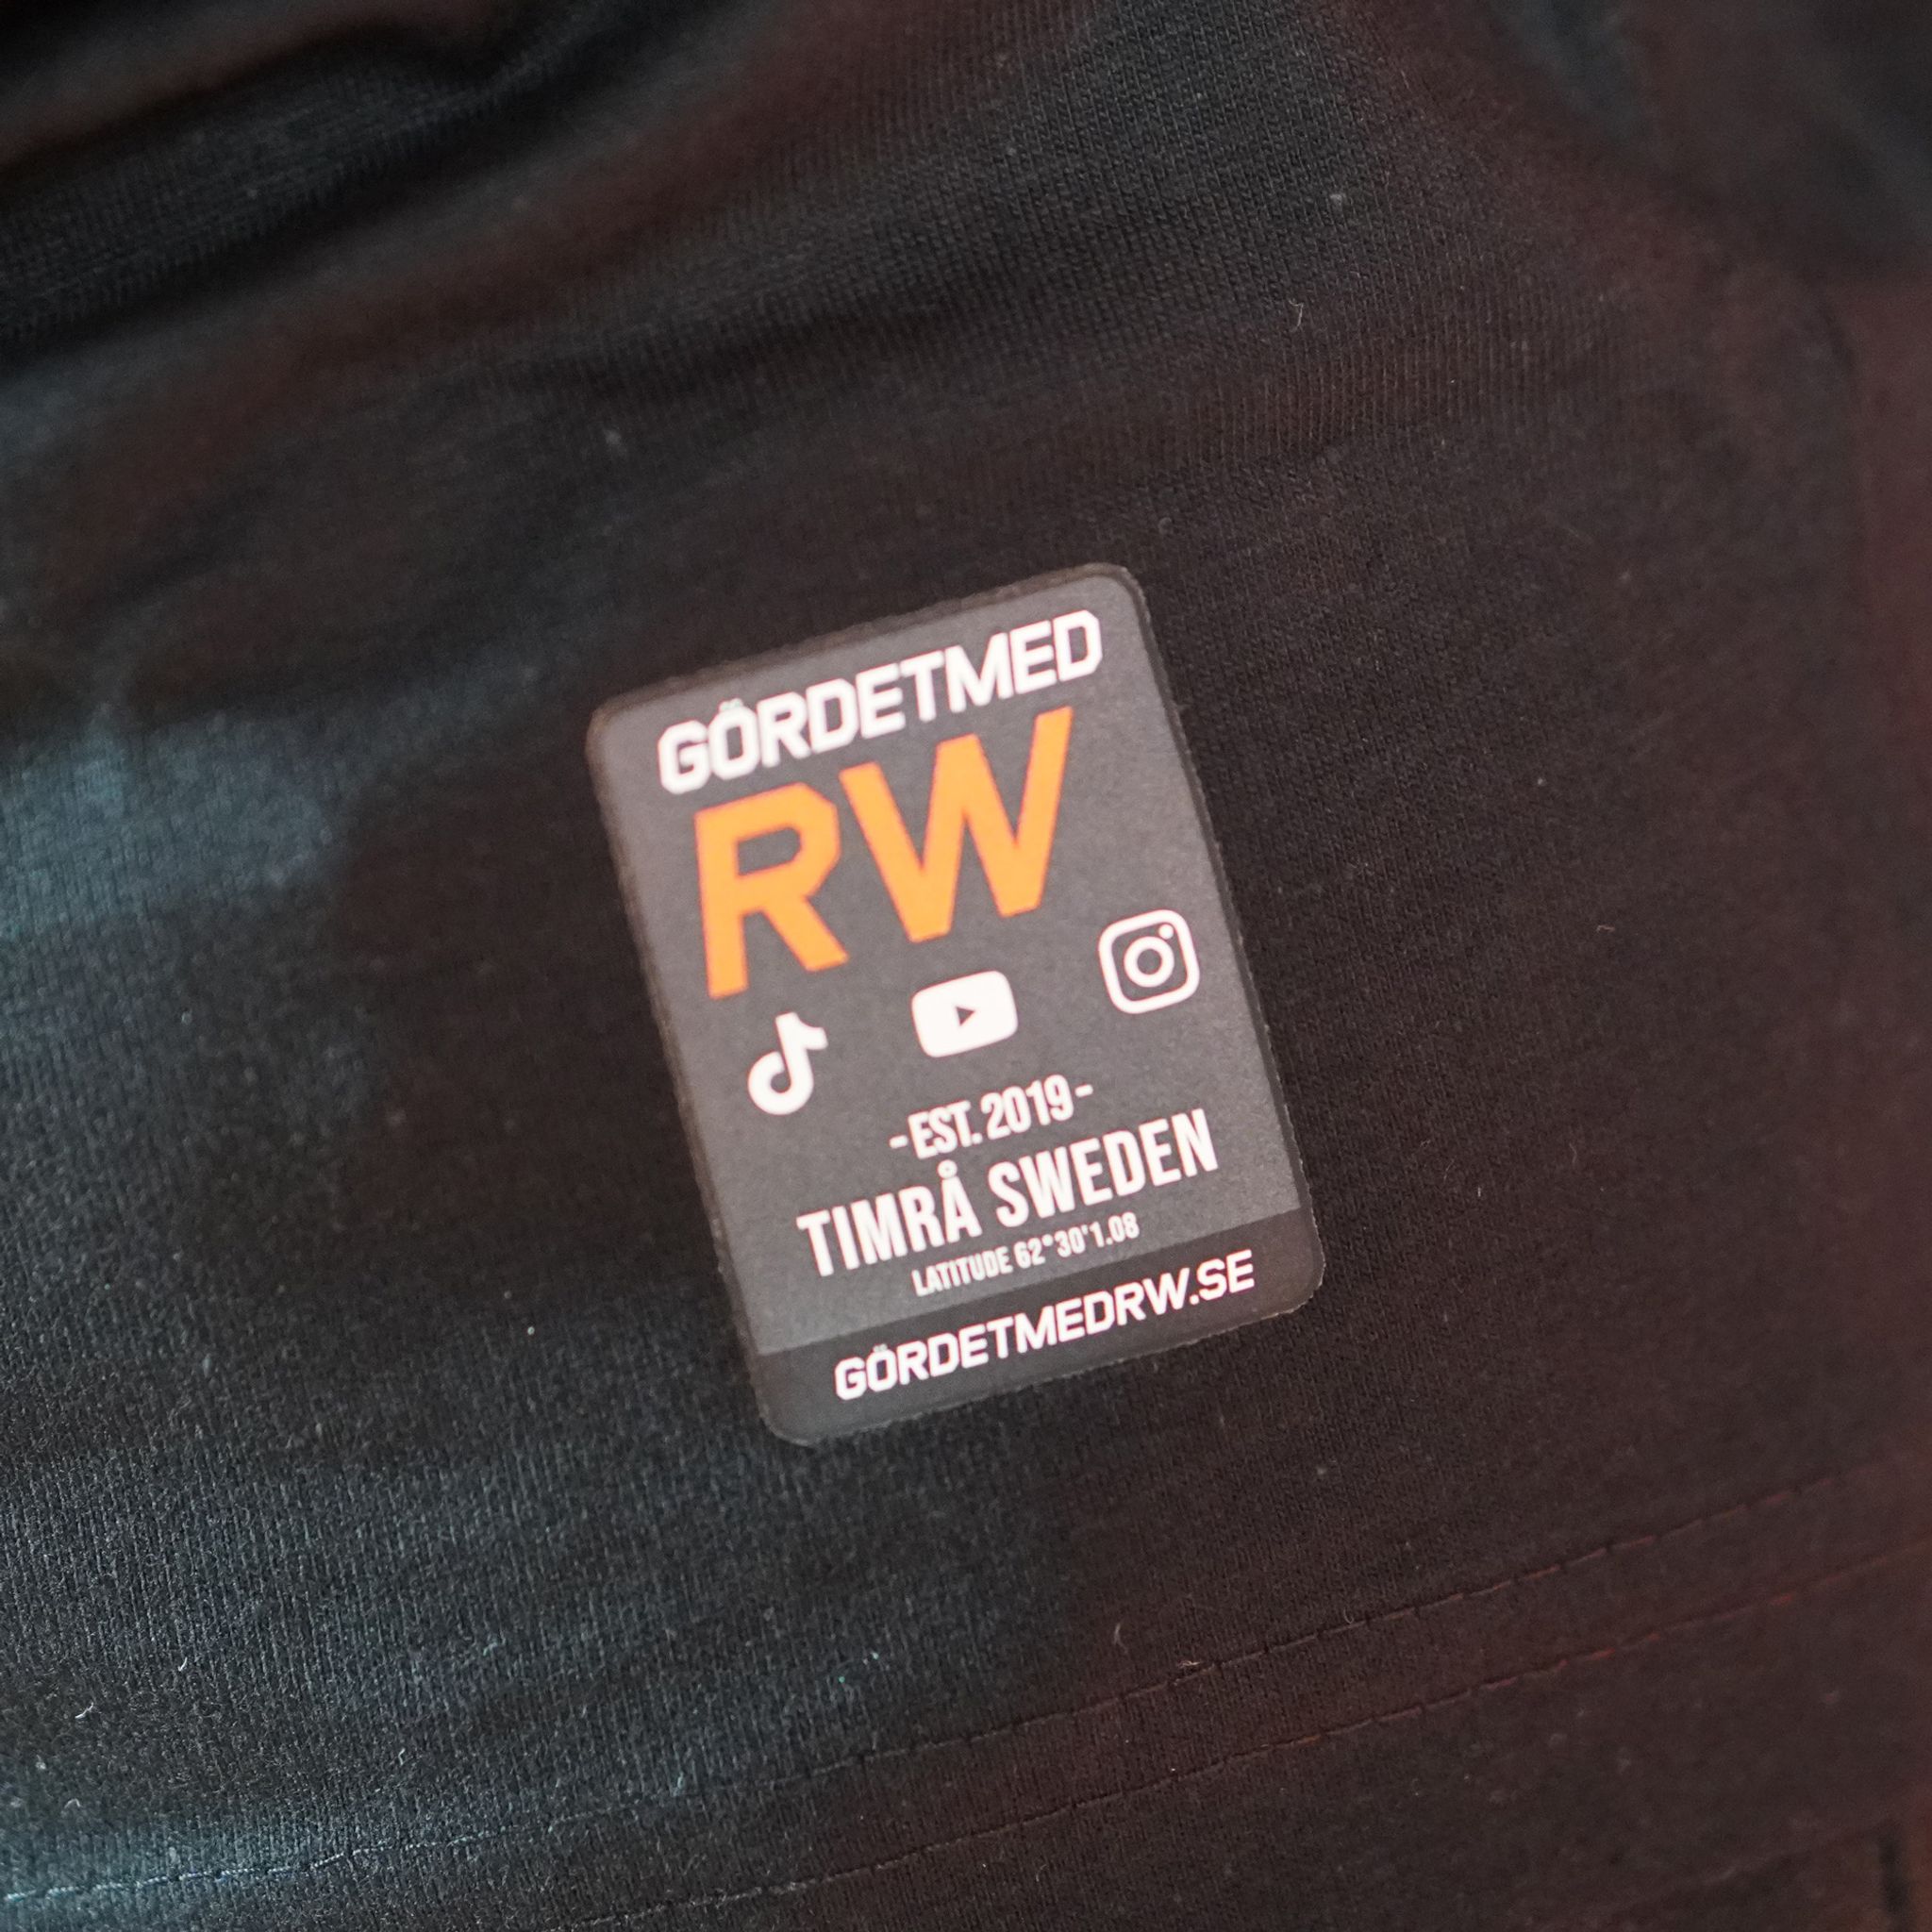 GÖRDETMED
RW
-EST. 2019-
TIMRÅ SWEDEN
LATITUDE 62°30'1.08
GÖRDETMEDRW.SE